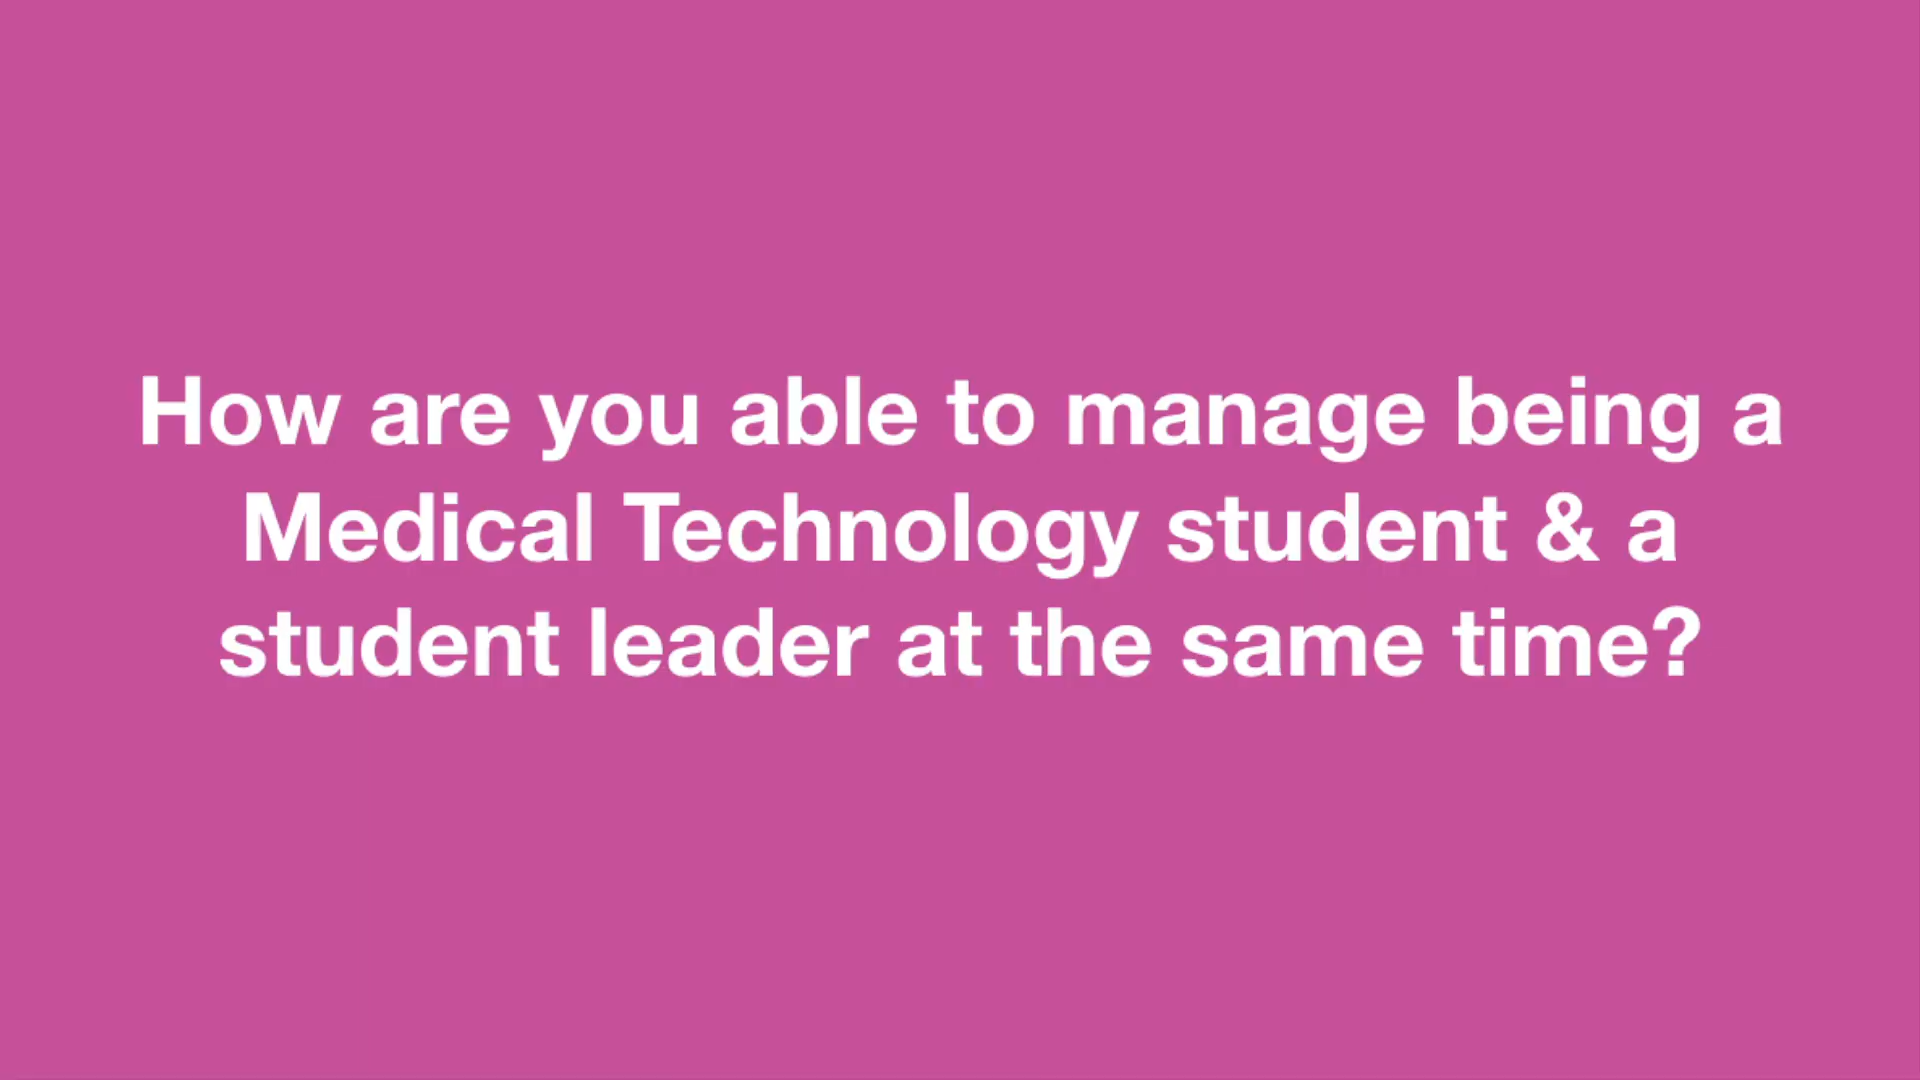 How are you able to manage being a
Medical Technology student & a
student leader at the same time?